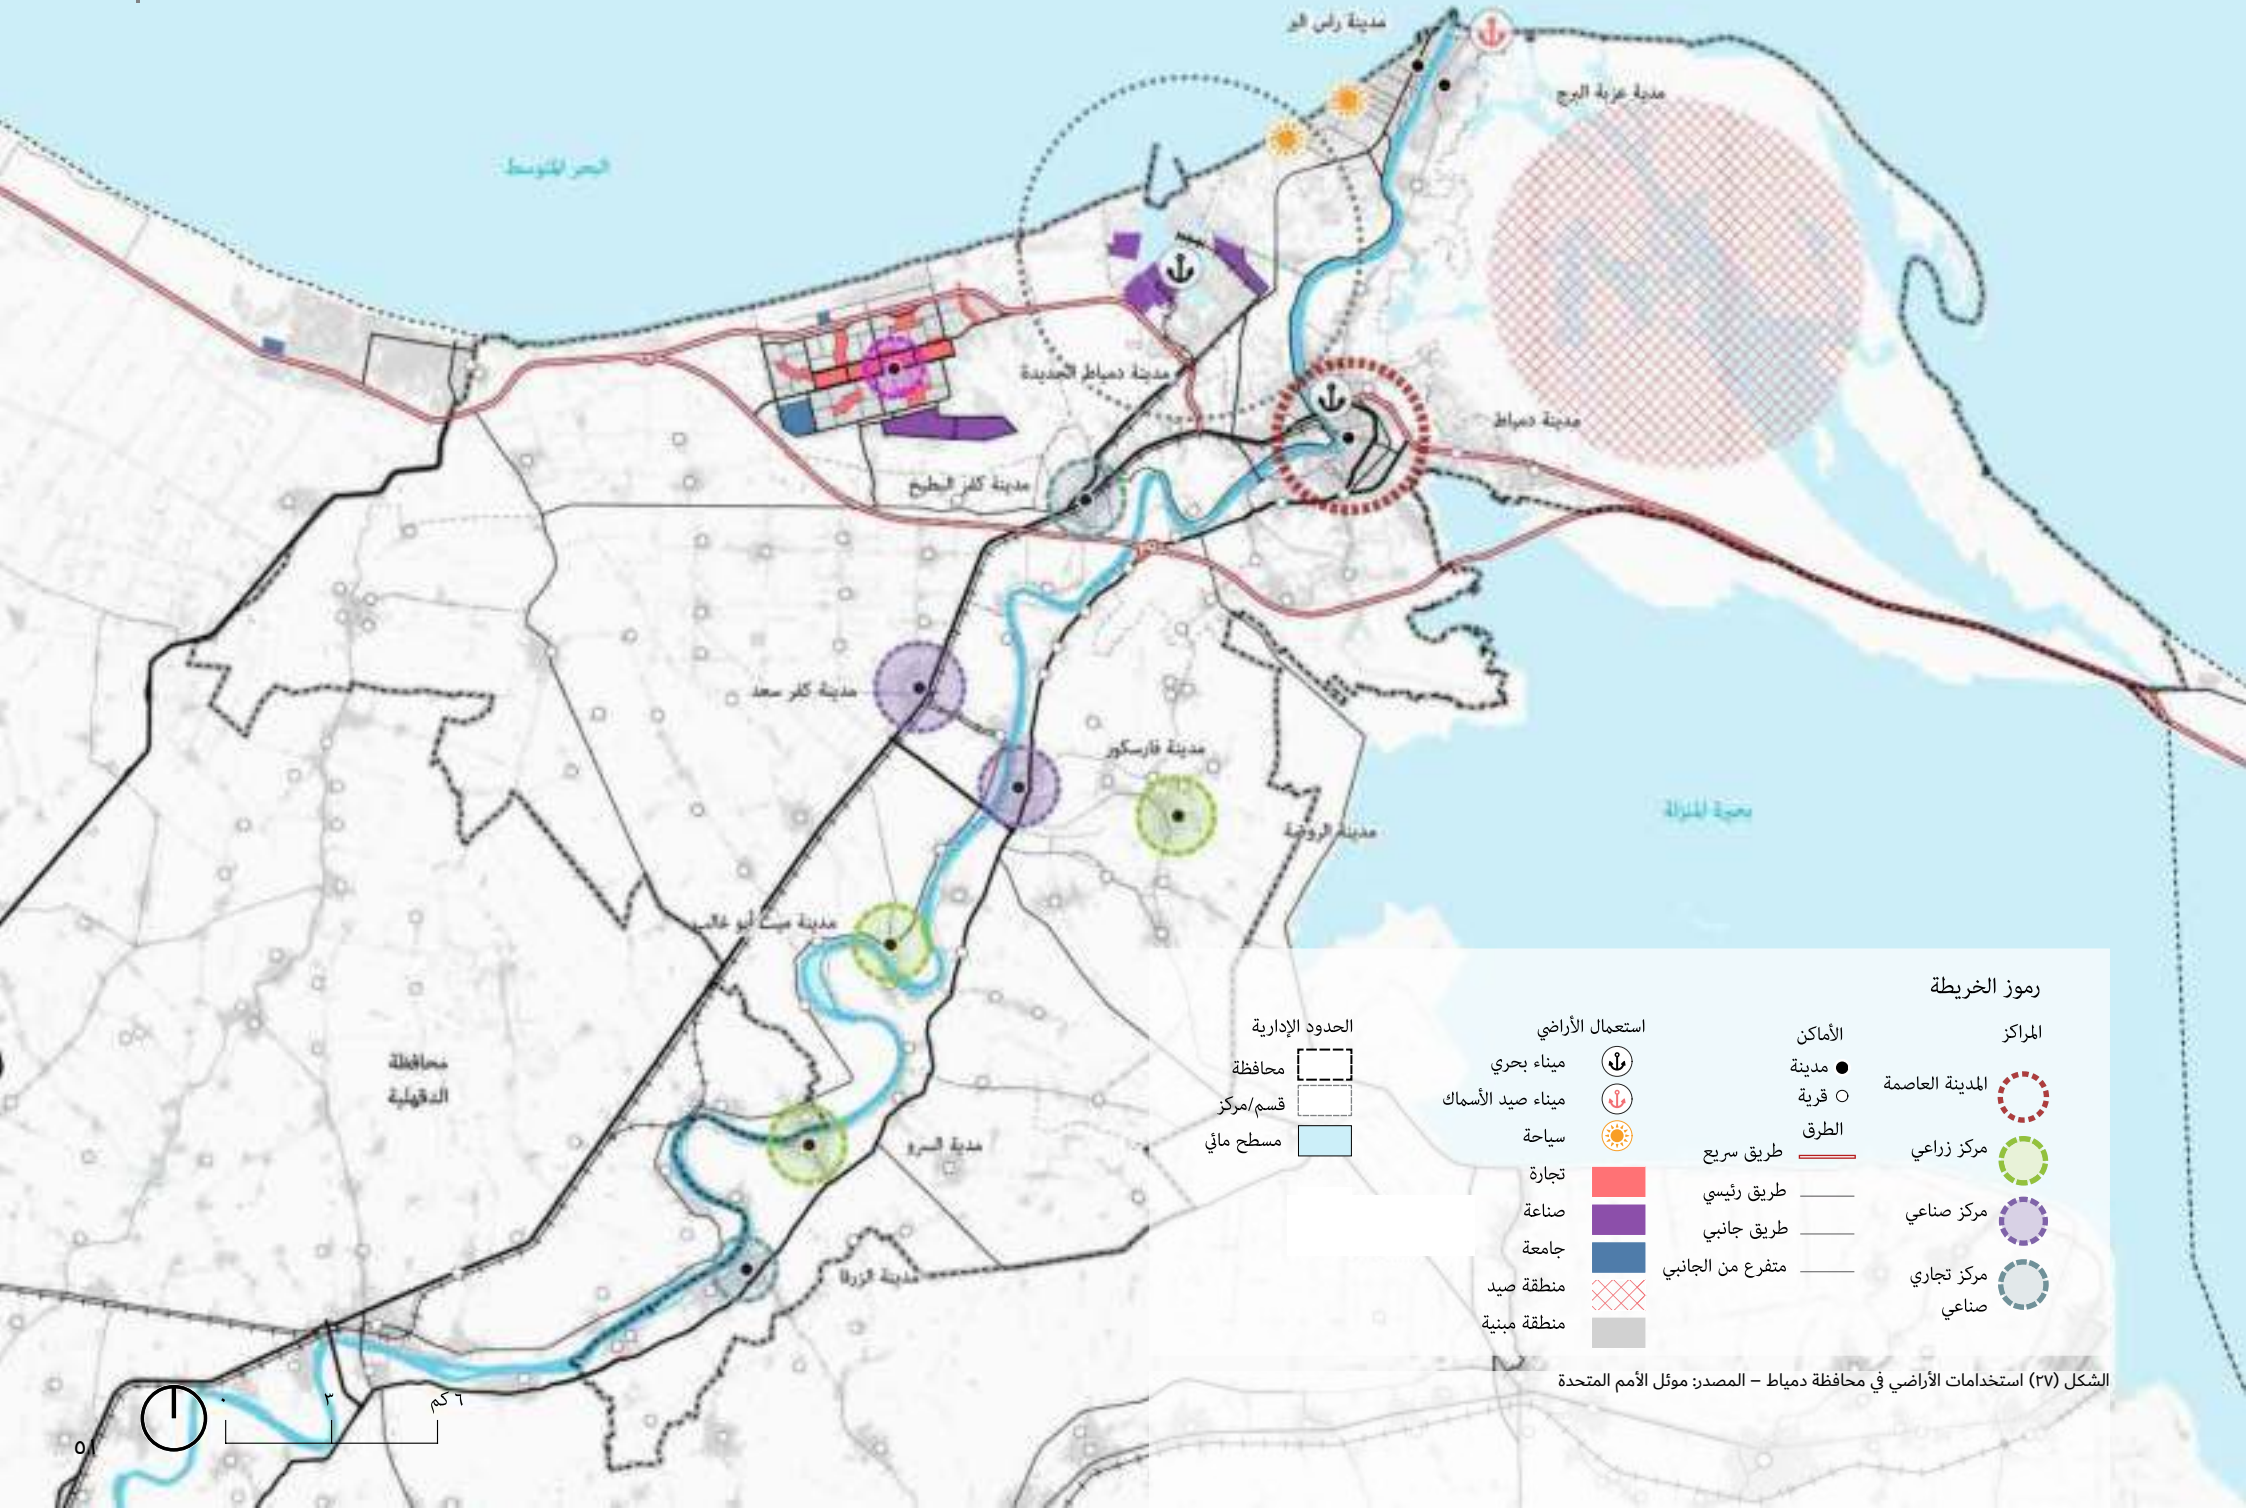 مدينة راس البر
مدية عزبة البرج
البحر المتوسط
مدينة دمياط الجديدة
مدينة دمياط
مدينة كفر البطيخ
مدينة كفر سعد
مدينة فارسكور
مدينة الروضة
بحيرة المنزلة
مدينة ميت أبو غالب
محافظة
الدقهلية
مدية السرو
مدينة الزرقا
رموز الخريطة
المراكز
المدينة العاصمة
مركز زراعي
مركز صناعي
مركز تجاري
صناعي
الأماكن
مدينة
قرية
الطرق
طريق سريع
طريق رئيسي
طريق جانبي
متفرع من الجانبي
استعمال الأراضي
ميناء بحري
ميناء صيد الأسماك
سياحة
تجارة
صناعة
جامعة
منطقة صيد
منطقة مبنية
الحدود الإدارية
محافظة
قسم/مركز
مسطح مائي
الشكل (٢٧) استخدامات الأراضي في محافظة دمياط – المصدر: موئل الأمم المتحدة
٠ ٣ ٦ كم
٥١